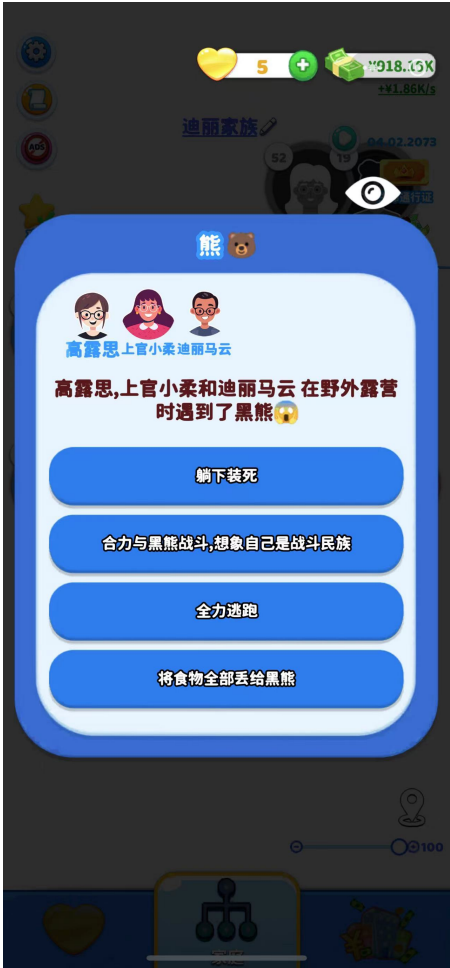 5
¥918.16K
+¥1.86K/s
迪丽家族
04.02.2073
ADS
52
19
熊
高露思 上官小柔 迪丽马云
高露思,上官小柔和迪丽马云 在野外露营
时遇到了黑熊
躺下装死
合力与黑熊战斗,想象自己是战斗民族
全力逃跑
将食物全部丢给黑熊
100
家庭